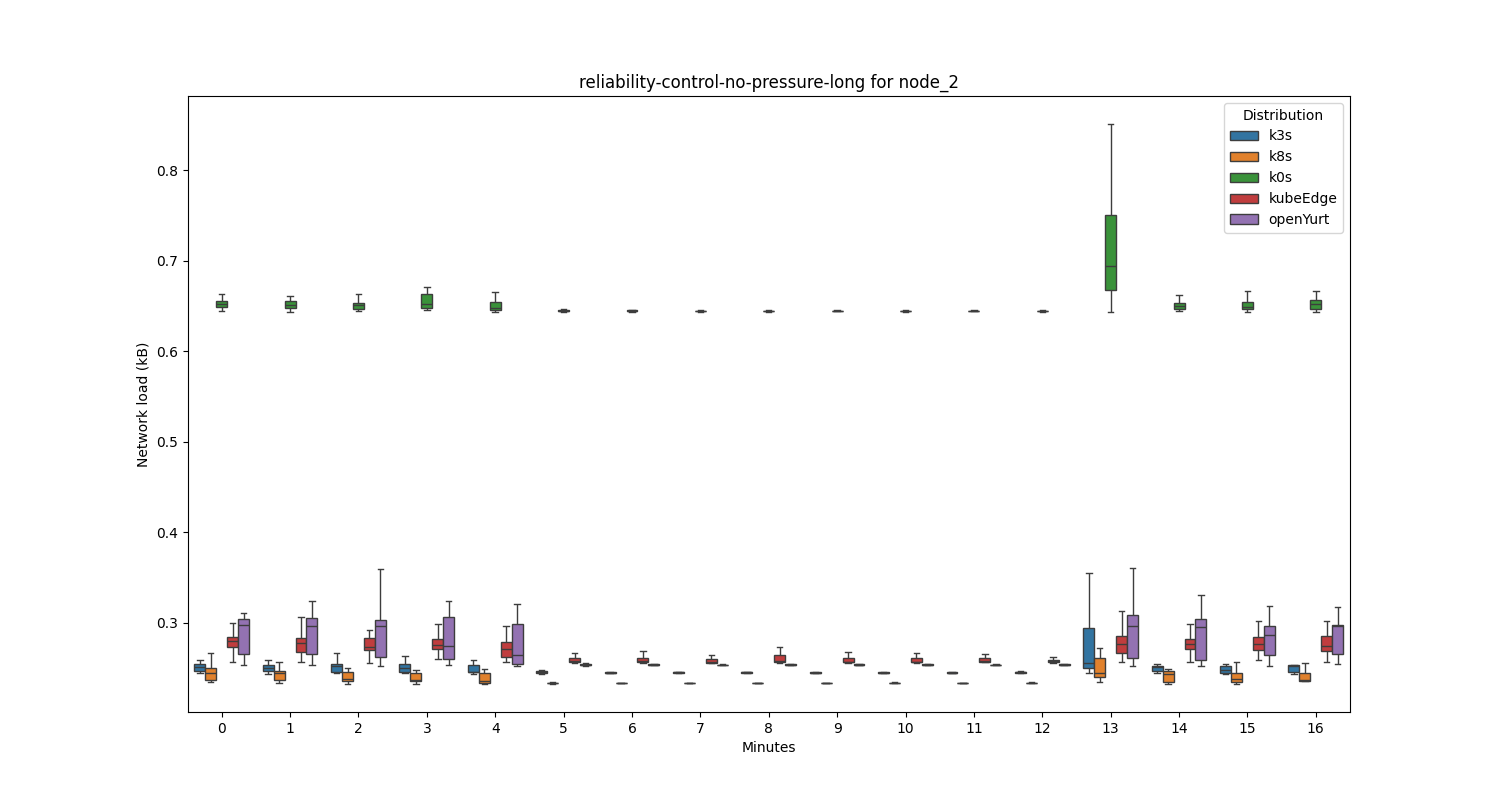 reliability-control-no-pressure-long for node_2
Distribution
k3s
k8s
k0s
kubeEdge
openYurt
Network load (kB)
0.8
0.7
0.6
0.5
0.4
0.3
0 1 2 3 4 5 6 7 8 9 10 11 12 13 14 15 16
Minutes